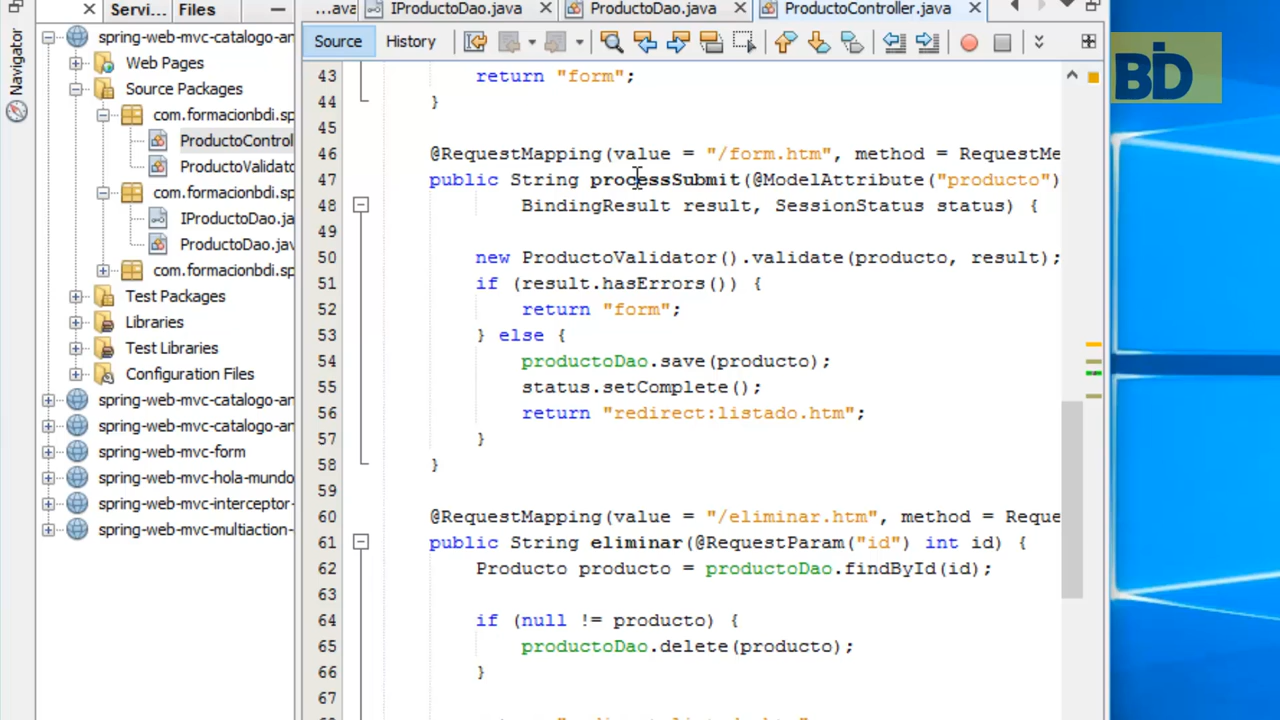 ...ava IProductoDao.java ProductoDao.java ProductoController.java
Servi... Files
Source History
Navigator
spring-web-mvc-catalogo-an
Web Pages
Source Packages
com.formacionbdi.sp
ProductoControl
ProductoValidato
com.formacionbdi.sp
IProductoDao.ja
ProductoDao.jav
com.formacionbdi.sp
Test Packages
Libraries
Test Libraries
Configuration Files
spring-web-mvc-catalogo-an
spring-web-mvc-catalogo-an
spring-web-mvc-form
spring-web-mvc-hola-mundo
spring-web-mvc-interceptor-
spring-web-mvc-multiaction-
43 return "form";
44 }
45
46 @RequestMapping(value = "/form.htm", method = RequestMe
47 public String processSubmit(@ModelAttribute("producto")
48 BindingResult result, SessionStatus status) {
49
50 new ProductoValidator().validate(producto, result);
51 if (result.hasErrors()) {
52 return "form";
53 } else {
54 productoDao.save(producto);
55 status.setComplete();
56 return "redirect:listado.htm";
57 }
58 }
59
60 @RequestMapping(value = "/eliminar.htm", method = Reque
61 public String eliminar(@RequestParam("id") int id) {
62 Producto producto = productoDao.findById(id);
63
64 if (null != producto) {
65 productoDao.delete(producto);
66 }
67
BDI